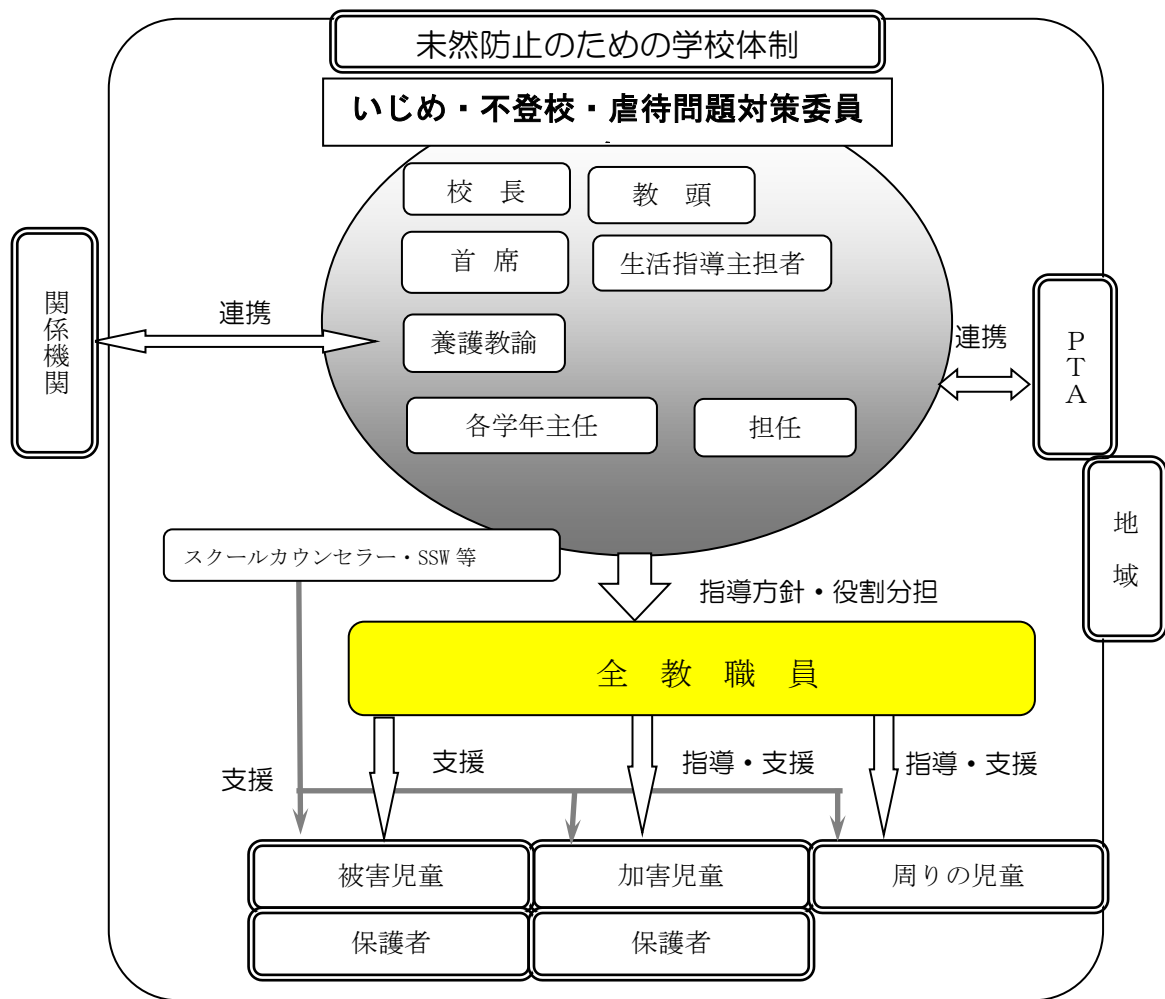 未然防止のための学校体制
いじめ・不登校・虐待問題対策委員
校　長
教　頭
首　席
生活指導主担者
関係機関
連携
養護教諭
連携
PTA
各学年主任
担任
地域
スクールカウンセラー・SSW 等
指導方針・役割分担
全　教　職　員
支援
支援
指導・支援
指導・支援
被害児童
加害児童
周りの児童
保護者
保護者